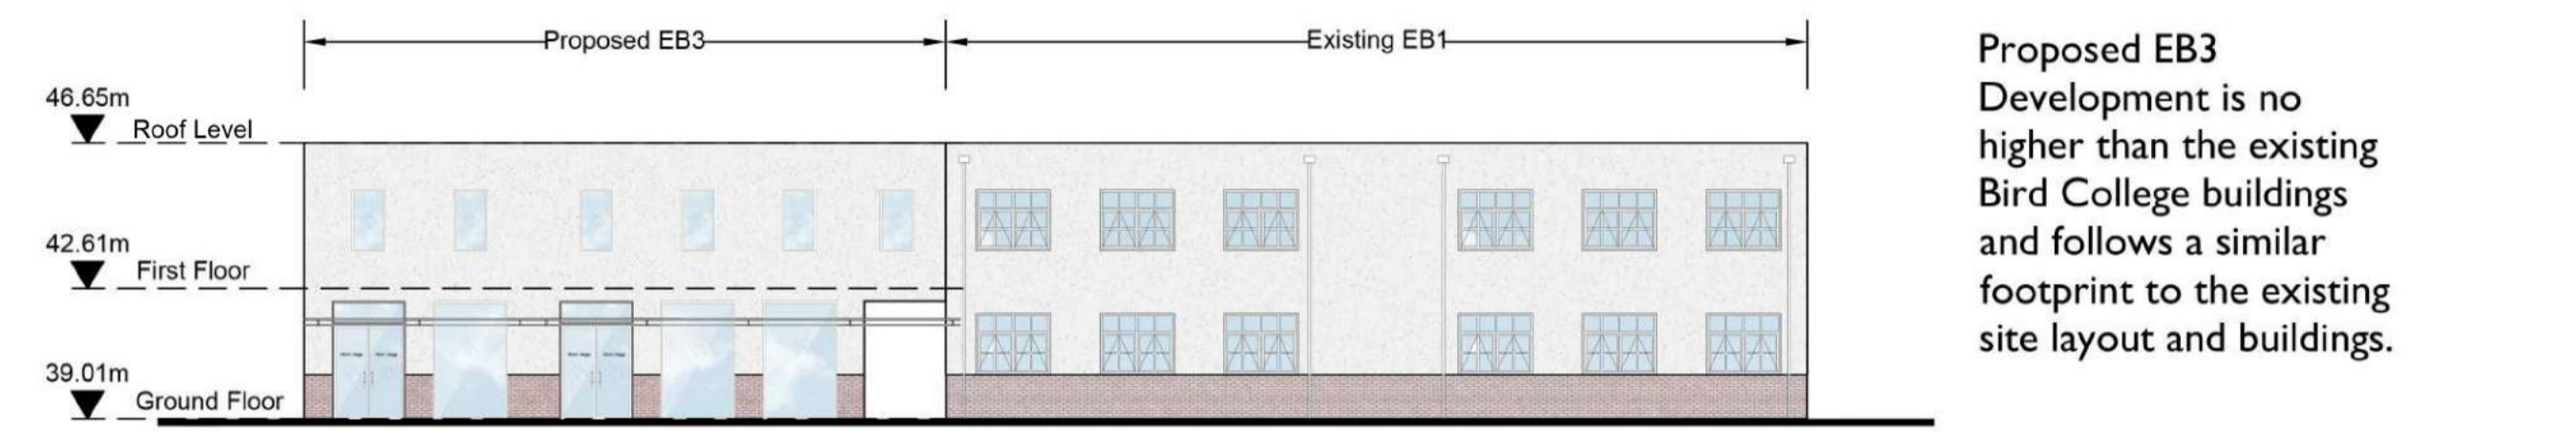 Proposed EB3
Existing EB1
46.65m
Roof Level
42.61m
First Floor
39.01m
Ground Floor
Proposed EB3
Development is no
higher than the existing
Bird College buildings
and follows a similar
footprint to the existing
site layout and buildings.